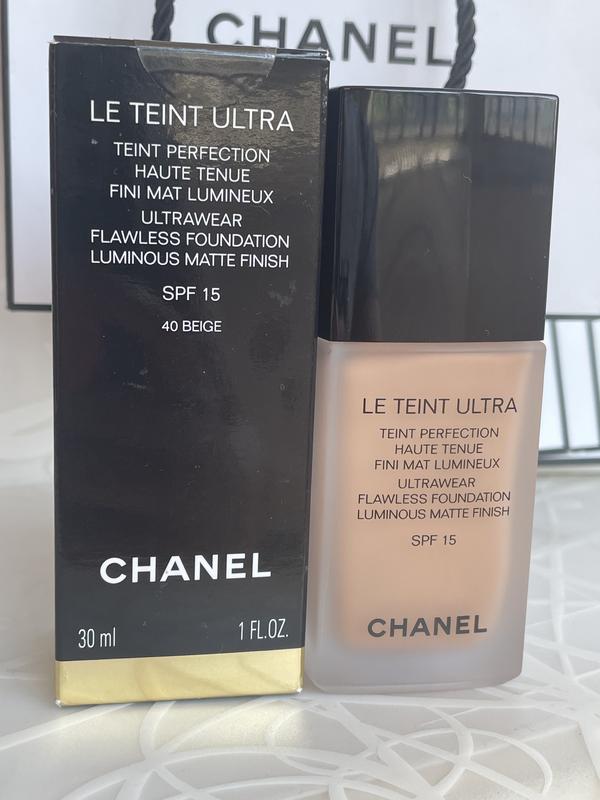 CHANEL
LE TEINT ULTRA
TEINT PERFECTION
HAUTE TENUE
FINI MAT LUMINEUX
ULTRAWEAR
FLAWLESS FOUNDATION
LUMINOUS MATTE FINISH
SPF 15
40 BEIGE
CHANEL
30 ml 1 FL.OZ.
LE TEINT ULTRA
TEINT PERFECTION
HAUTE TENUE
FINI MAT LUMINEUX
ULTRAWEAR
FLAWLESS FOUNDATION
LUMINOUS MATTE FINISH
SPF 15
CHANEL